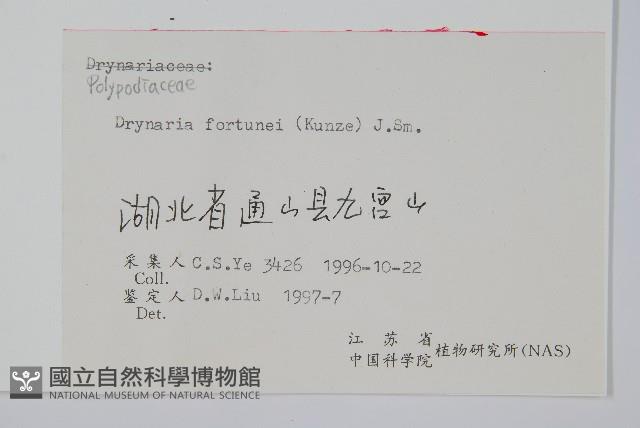 Drynariaceae:
Polypodiaceae
Drynaria fortunei (Kunze) J.Sm.
湖北省通山县九宫山
采集人 C.S.Ye 3426 1996-10-22
Coll.
鉴定人 D.W.Liu 1997-7
Det.
江苏省
中国科学院 植物研究所(NAS)
國立自然科學博物館
NATIONAL MUSEUM OF NATURAL SCIENCE